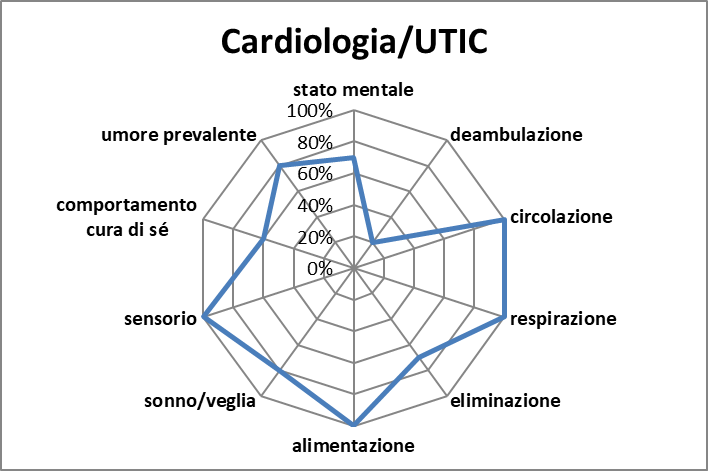 Cardiologia/UTIC
stato mentale
100%
umore prevalente
80%
deambulazione
60%
comportamento
cura di sé
40%
circolazione
20%
0%
sensorio
respirazione
sonno/veglia
eliminazione
alimentazione